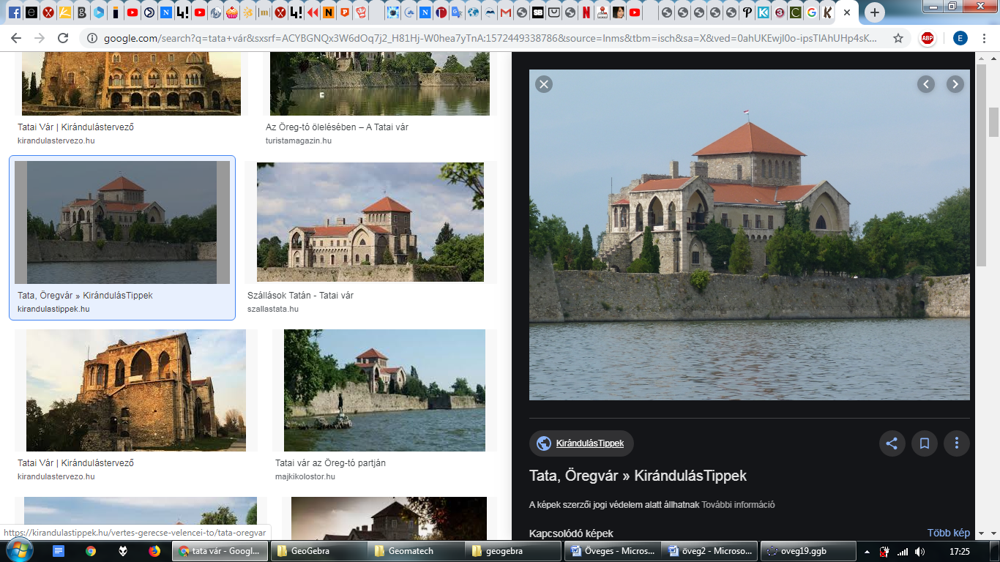 google.com/search?q=tata+vár&sxsrf=ACYBGNQx3W6dOq7j2_H81Hj-W0hea7yTnA:1572449338786&source=lnms&tbm=isch&sa=X&ved=0ahUKEwjl0o-ipsTlAhUHp4sK...
ABP
E
Tatai Vár | Kirándulástervező
kirandulastervezo.hu
Az Öreg-tó ölelésében – A Tatai vár
turistamagazin.hu
Tata, Öregvár » KirándulásTippek
kirandulastippek.hu
Szállások Tatán - Tatai vár
szallastata.hu
Tatai Vár | Kirándulástervező
kirandulastervezo.hu
Tatai vár az Öreg-tó partján
majkikolostor.hu
KirándulásTippek
Tata, Öregvár » KirándulásTippek
A képek szerzői jogi védelem alatt állhatnak További információ
Kapcsolódó képek
Több kép
https://kirandulastippek.hu/vertes-gerecse-velencei-to/tata-oregvar
tata vár - Googl...
GeoGebra
Geomatech
geogebra
Öveges - Micros...
öveg2 - Microso...
oveg19.ggb
17:25